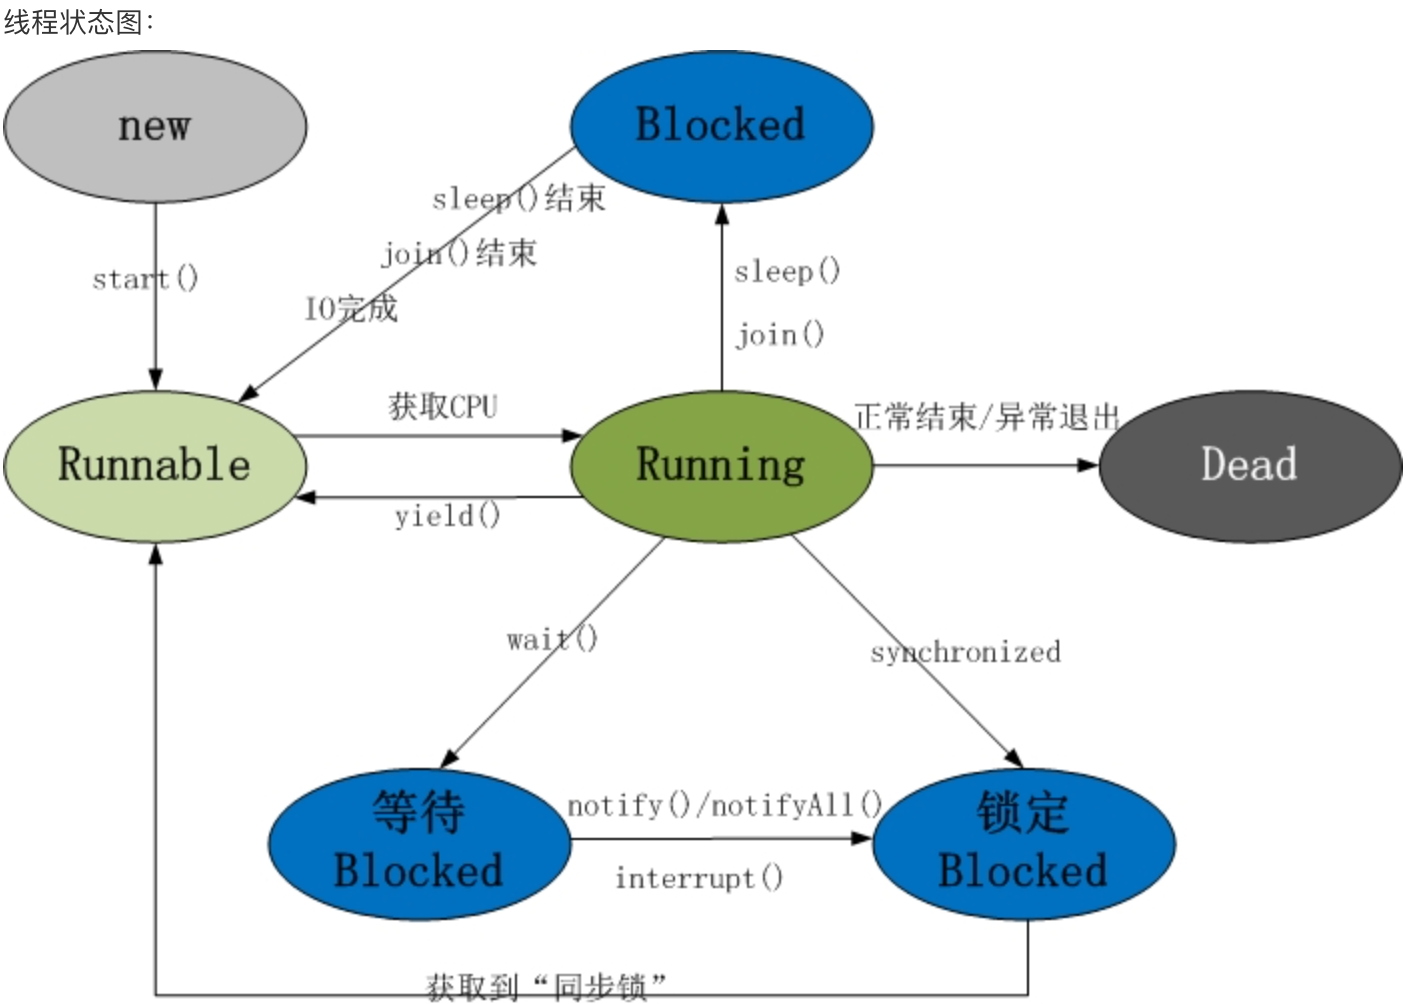 线程状态图：
new
Blocked
sleep()结束
join()结束
IO完成
start()
sleep()
join()
获取CPU
正常结束/异常退出
Runnable
Running
Dead
yield()
wait()
synchronized
等待
Blocked
notify()/notifyAll()
interrupt()
锁定
Blocked
获取到“同步锁”